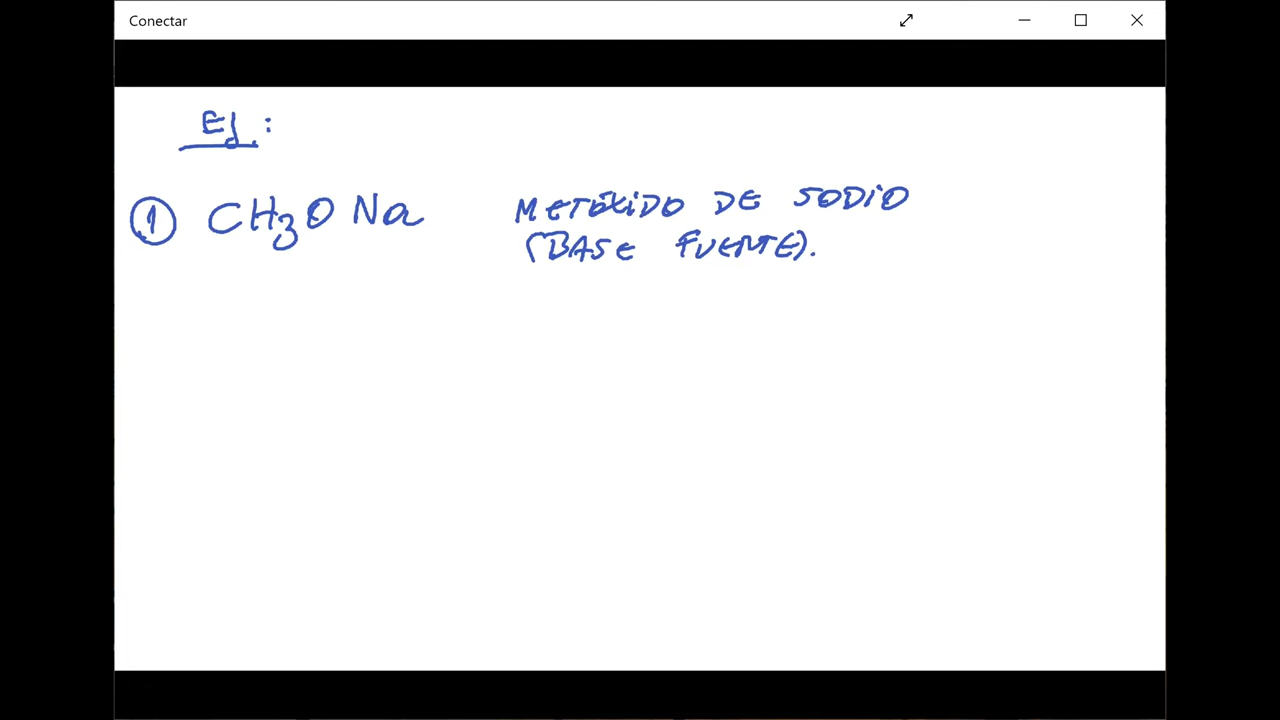 Conectar
Ej:
① CH₃ONa METÓXIDO DE SODIO
(BASE FUERTE).